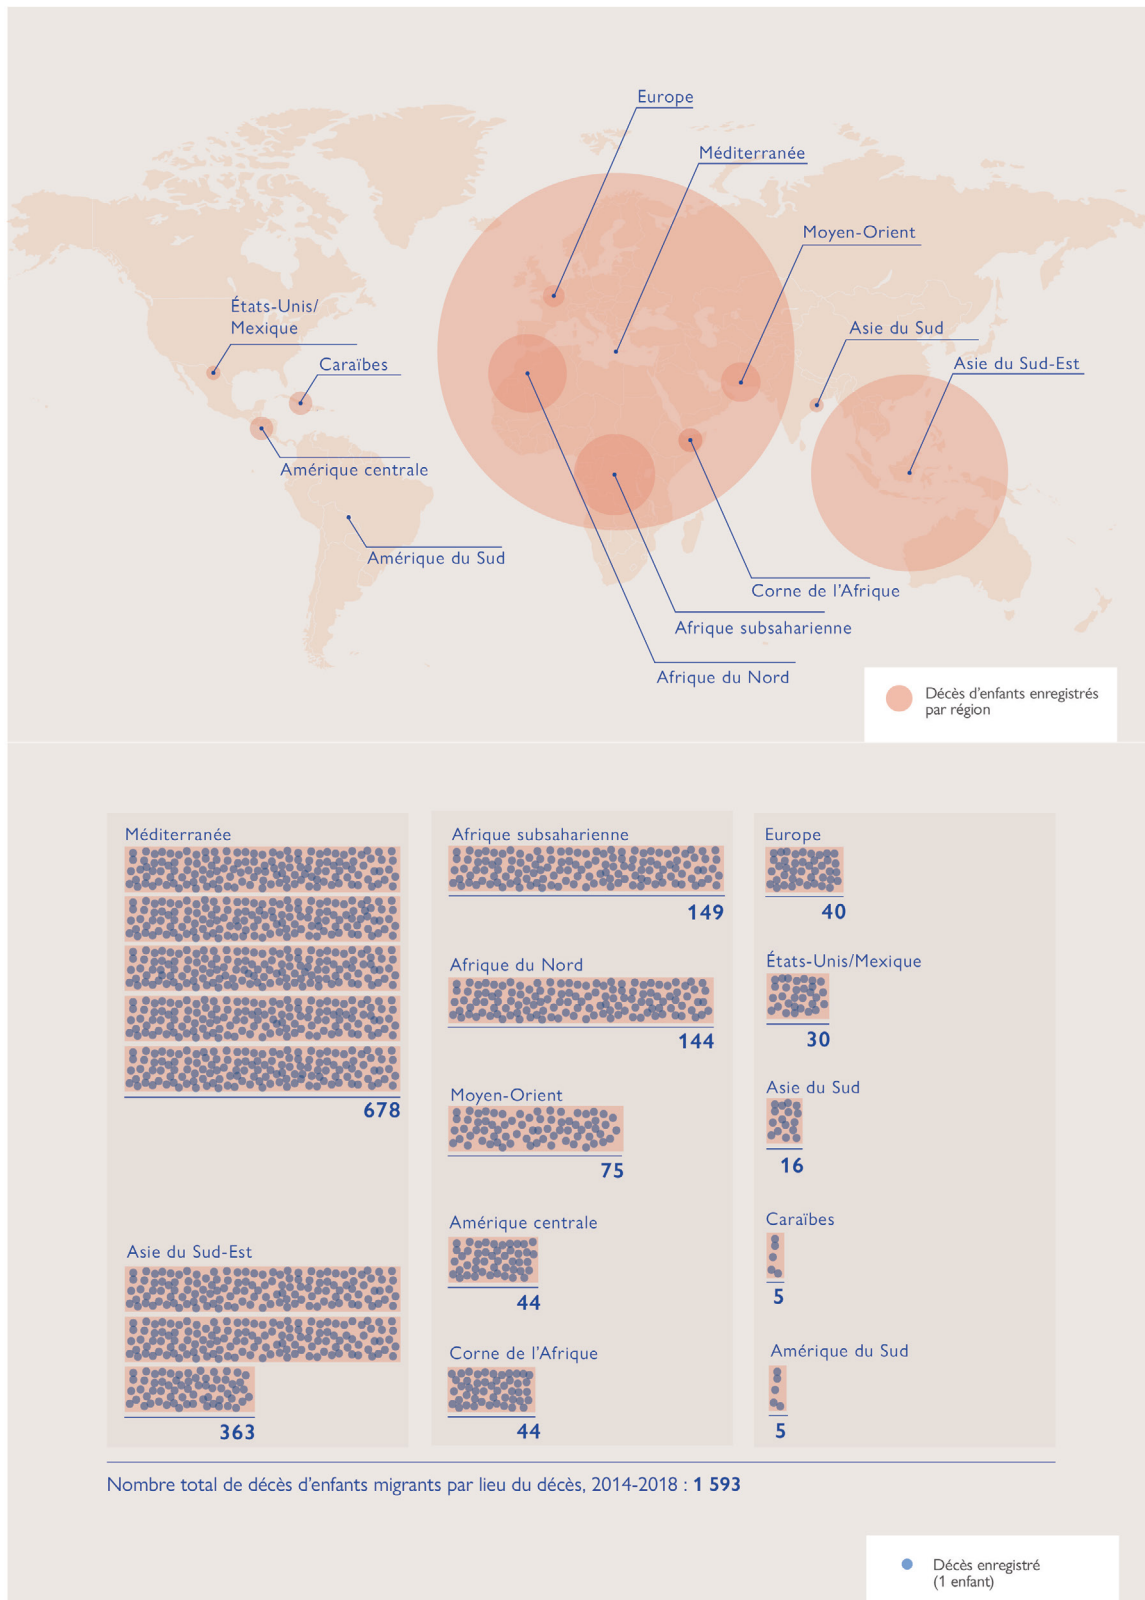 Europe
Méditerranée
Moyen-Orient
États-Unis/
Mexique
Asie du Sud
Caraïbes
Asie du Sud-Est
Amérique centrale
Amérique du Sud
Corne de l'Afrique
Afrique subsaharienne
Afrique du Nord
Décès d'enfants enregistrés
par région
Méditerranée
678
Asie du Sud-Est
363
Afrique subsaharienne
149
Afrique du Nord
144
Moyen-Orient
75
Amérique centrale
44
Corne de l'Afrique
44
Europe
40
États-Unis/Mexique
30
Asie du Sud
16
Caraïbes
5
Amérique du Sud
5
Nombre total de décès d'enfants migrants par lieu du décès, 2014-2018 : 1 593
Décès enregistré
(1 enfant)